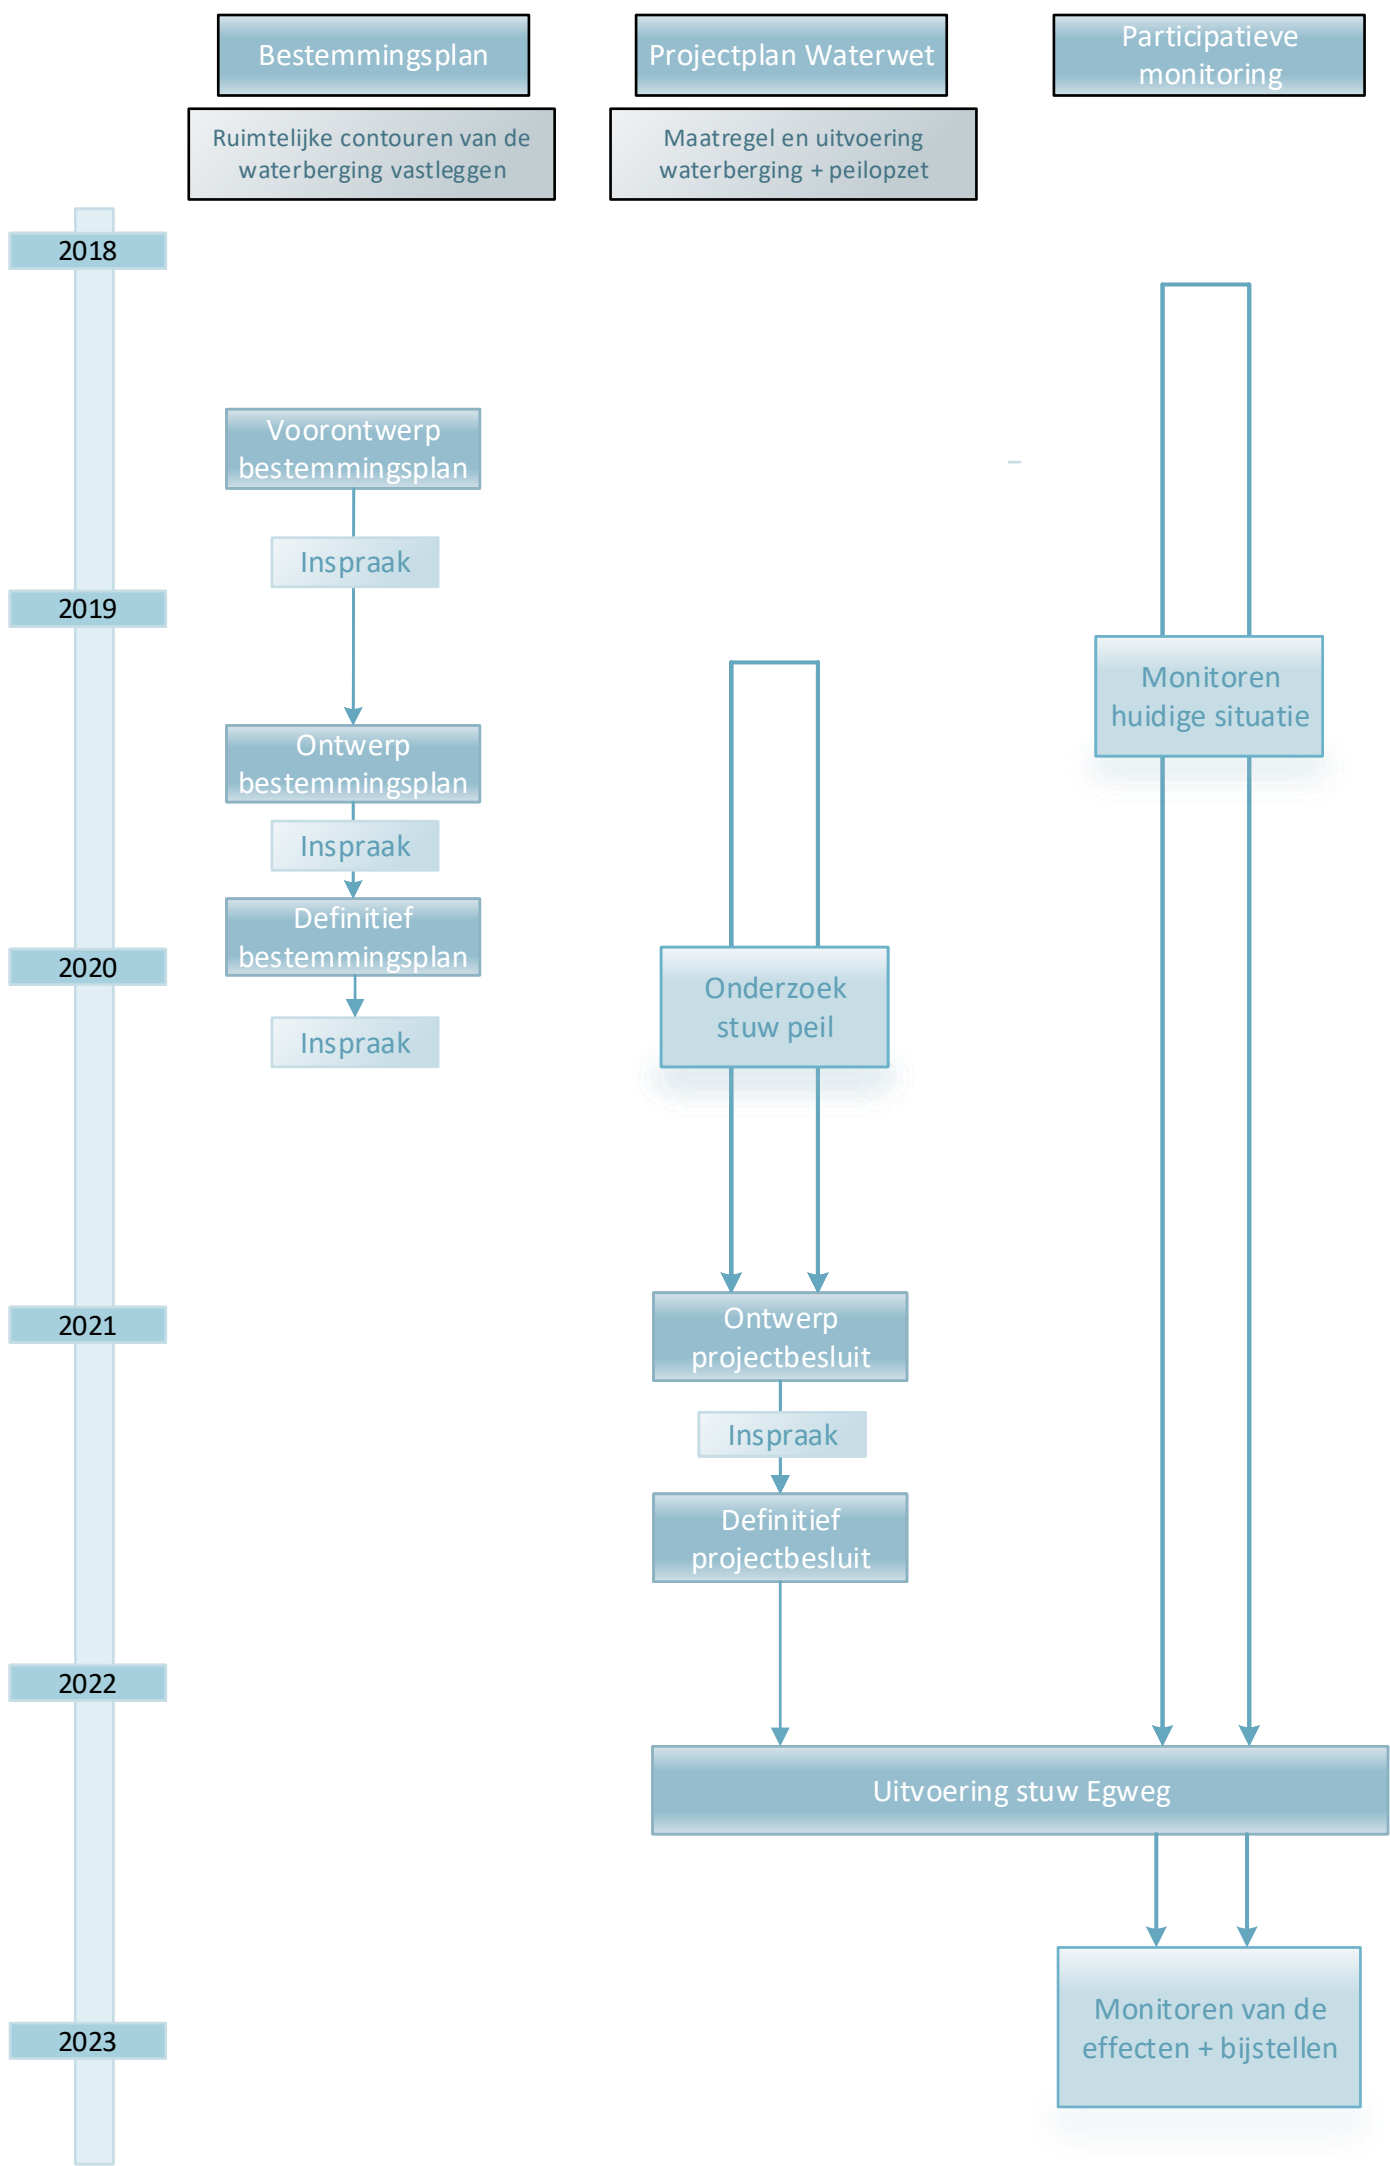 Bestemmingsplan
Projectplan Waterwet
Participatieve
monitoring
Ruimtelijke contouren van de
waterberging vastleggen
Maatregel en uitvoering
waterberging + peilopzet
2018
Voorontwerp
bestemmingsplan
Inspraak
2019
Monitoren
huidige situatie
Ontwerp
bestemmingsplan
Inspraak
Definitief
bestemmingsplan
2020
Onderzoek
stuw peil
Inspraak
2021
Ontwerp
projectbesluit
Inspraak
Definitief
projectbesluit
2022
Uitvoering stuw Egweg
Monitoren van de
effecten + bijstellen
2023